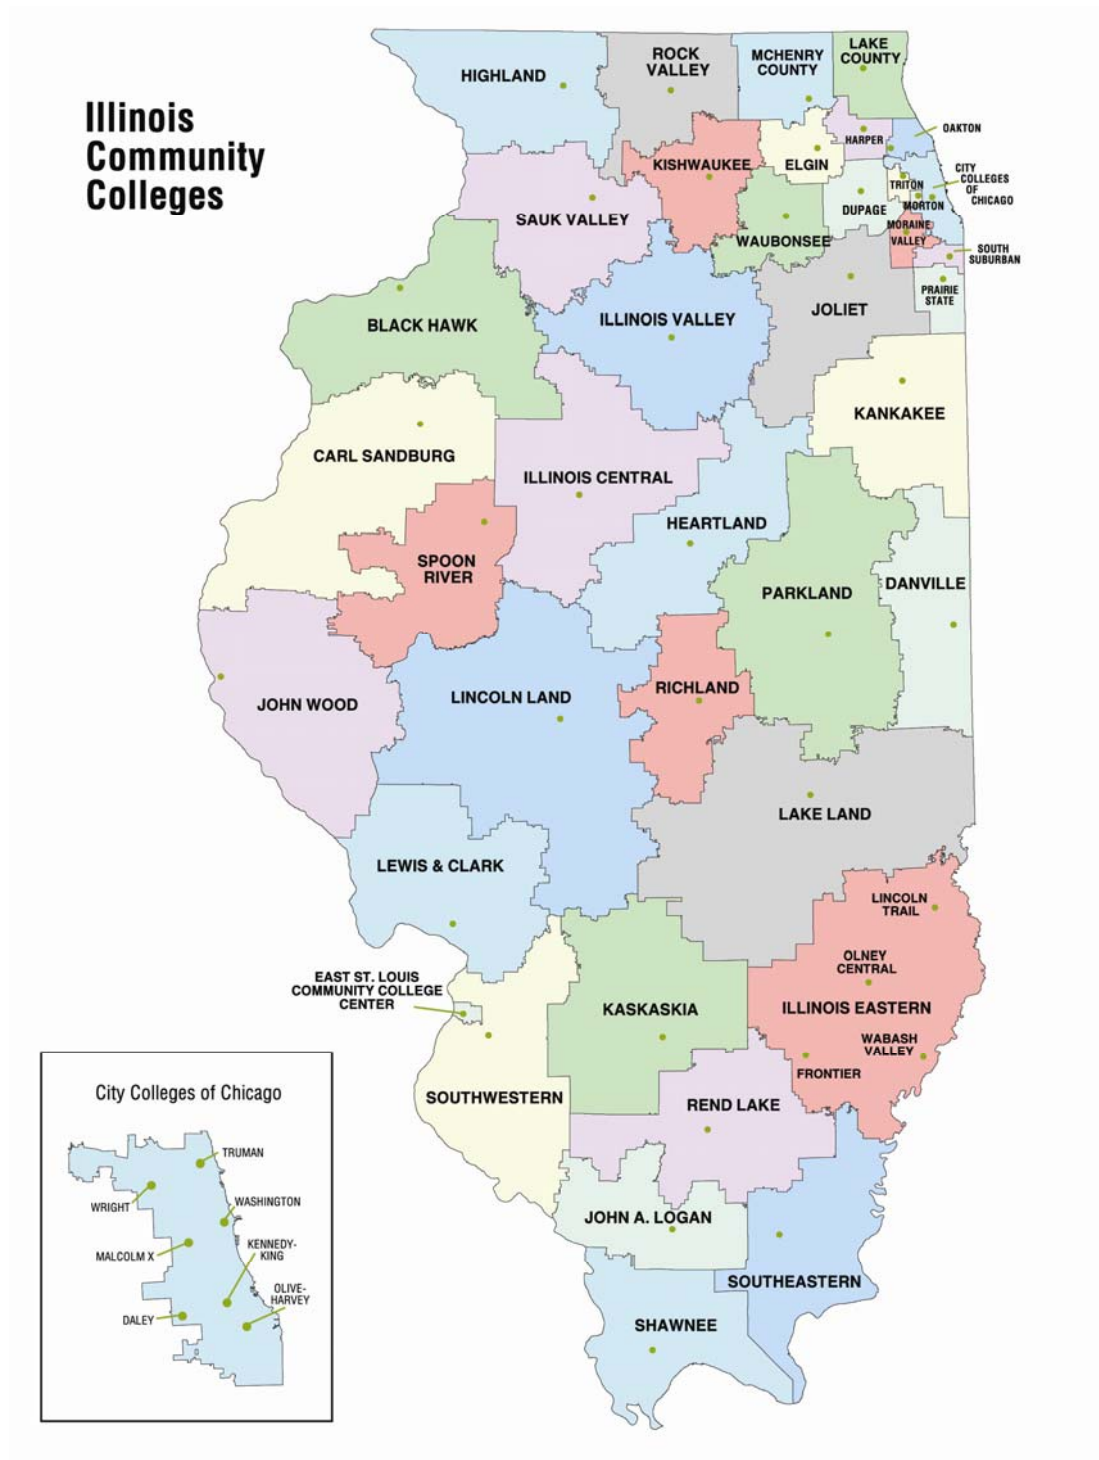 Illinois
Community
Colleges
HIGHLAND
ROCK
VALLEY
MCHENRY
COUNTY
LAKE
COUNTY
OAKTON
HARPER
KISHWAUKEE
ELGIN
CITY
COLLEGES
OF
CHICAGO
TRITON
MORTON
DUPAGE
SAUK VALLEY
MORAINE
VALLEY
WAUBONSEE
SOUTH
SUBURBAN
PRAIRIE
STATE
JOLIET
ILLINOIS VALLEY
BLACK HAWK
KANKAKEE
CARL SANDBURG
ILLINOIS CENTRAL
HEARTLAND
SPOON
RIVER
PARKLAND
DANVILLE
RICHLAND
LINCOLN LAND
JOHN WOOD
LAKE LAND
LEWIS & CLARK
LINCOLN
TRAIL
OLNEY
CENTRAL
EAST ST. LOUIS
COMMUNITY COLLEGE
CENTER
KASKASKIA
ILLINOIS EASTERN
WABASH
VALLEY
FRONTIER
SOUTHWESTERN
REND LAKE
JOHN A. LOGAN
SOUTHEASTERN
SHAWNEE
City Colleges of Chicago
TRUMAN
WRIGHT
WASHINGTON
MALCOLM X
KENNEDY-
KING
OLIVE-
HARVEY
DALEY